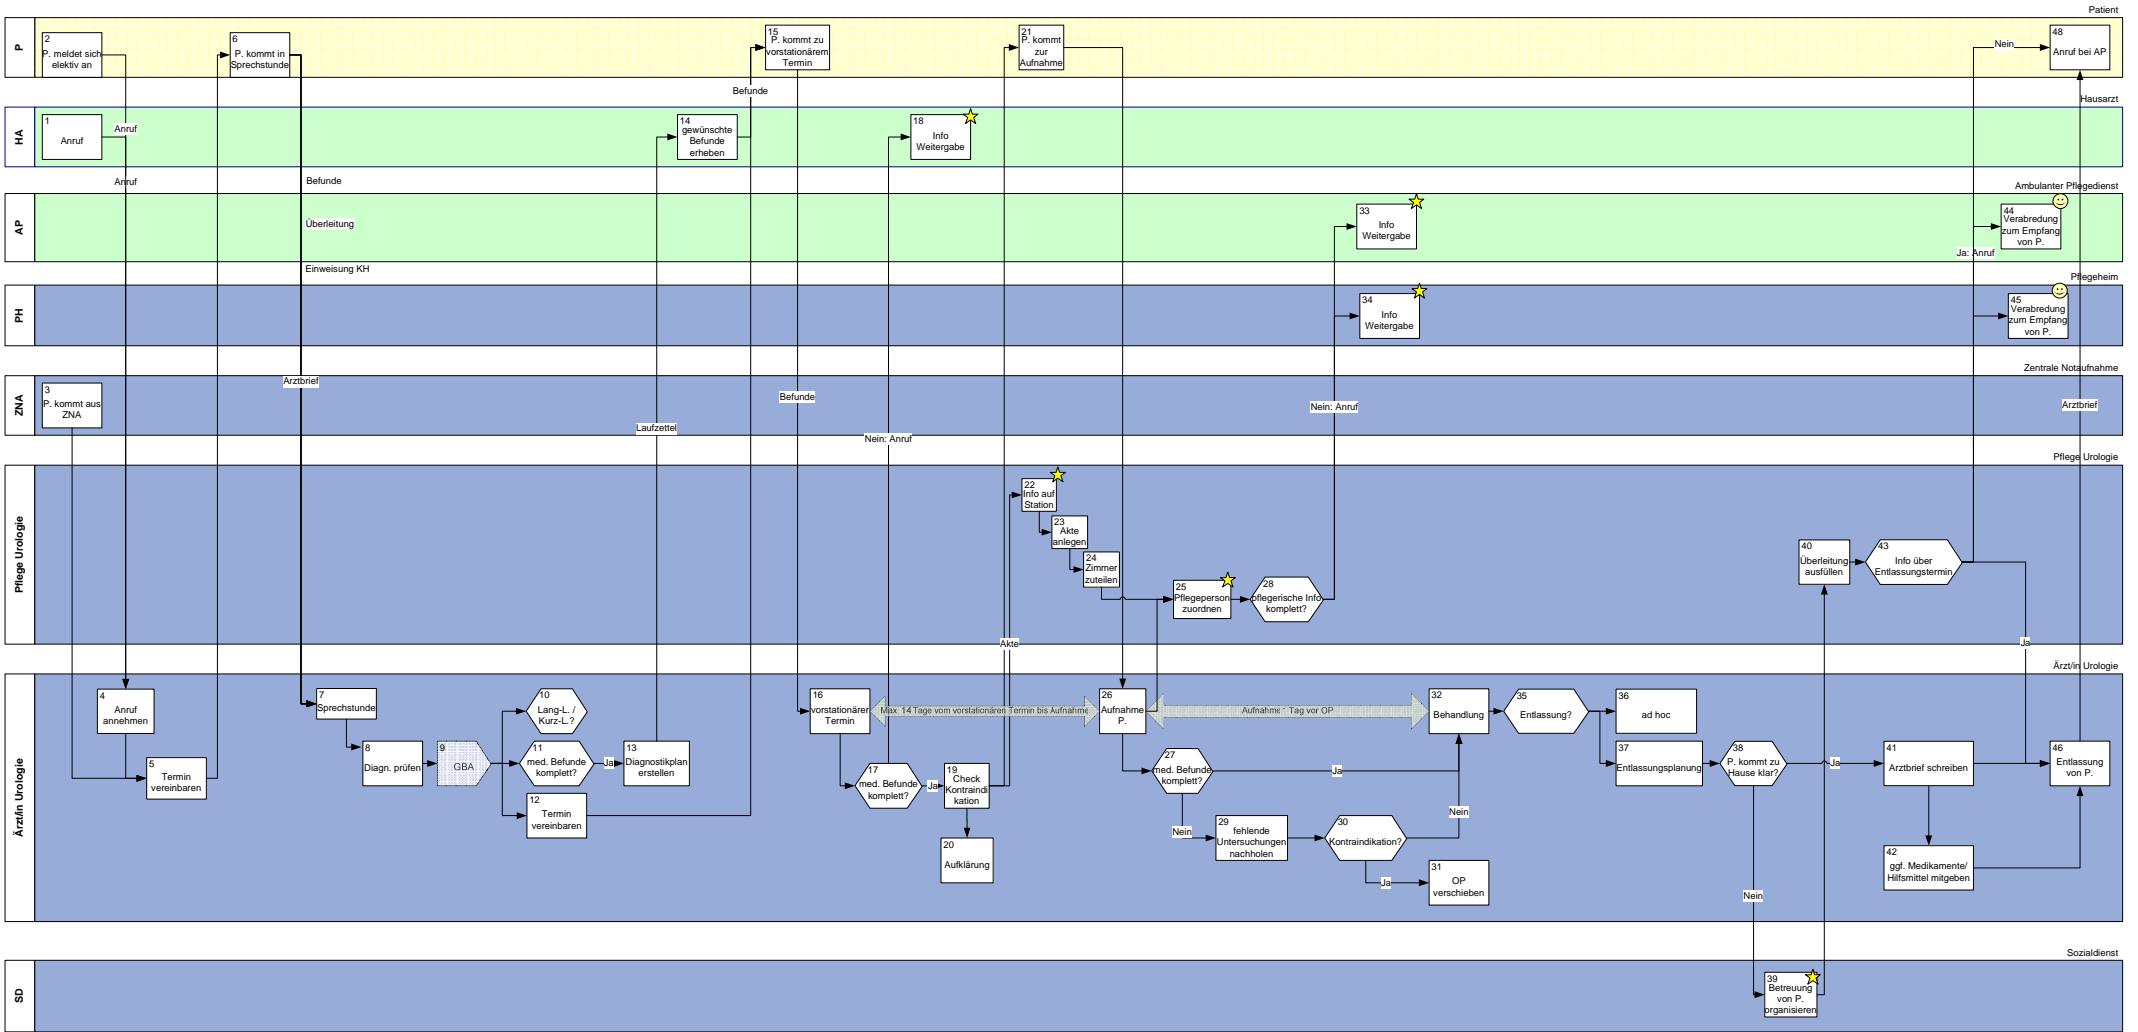 Patient
P
2
P. meldet sich
elektiv an
6
P. kommt in
Sprechstunde
15
P. kommt zu
vorstationärem
Termin
21
P. kommt
zur
Aufnahme
Nein
48
Anruf bei AP
Befunde
Hausarzt
HA
1
Anruf
Anruf
14
gewünschte
Befunde
erheben
18
Info
Weitergabe
Anruf
Befunde
Ambulanter Pflegedienst
AP
Überleitung
33
Info
Weitergabe
44
Verabredung
zum Empfang
von P.
Ja: Anruf
Einweisung KH
Pflegeheim
PH
34
Info
Weitergabe
45
Verabredung
zum Empfang
von P.
Zentrale Notaufnahme
ZNA
3
P. kommt aus
ZNA
Arztbrief
Laufzettel
Befunde
Nein: Anruf
Nein: Anruf
Arztbrief
Pflege Urologie
Pflege Urologie
22
Info auf
Station
23
Akte
anlegen
24
Zimmer
zuteilen
25
Pflegeperson
zuordnen
28
pflegerische Info
komplett?
40
Überleitung
ausfüllen
43
Info über
Entlassungstermin
Akte
Ja
Ärzt/in Urologie
Ärzt/in Urologie
4
Anruf
annehmen
5
Termin
vereinbaren
7
Sprechstunde
8
Diagn. prüfen
9
GBA
10
Lang-L. /
Kurz-L.?
11
med. Befunde
komplett?
Ja
12
Termin
vereinbaren
13
Diagnostikplan
erstellen
16
vorstationärer
Termin
Max. 14 Tage vom vorstationären Termin bis Aufnahme
17
med. Befunde
komplett?
Ja
19
Check
Kontraindi
kation
20
Aufklärung
26
Aufnahme
P.
Aufnahme 1 Tag vor OP
27
med. Befunde
komplett?
Ja
Nein
29
fehlende
Untersuchungen
nachholen
30
Kontraindikation?
Nein
Ja
31
OP
verschieben
32
Behandlung
35
Entlassung?
36
ad hoc
37
Entlassungsplanung
38
P. kommt zu
Hause klar?
Ja
Nein
41
Arztbrief schreiben
42
ggf. Medikamente/
Hilfsmittel mitgeben
46
Entlassung
von P.
Sozialdienst
SD
39
Betreuung
von P.
organisieren